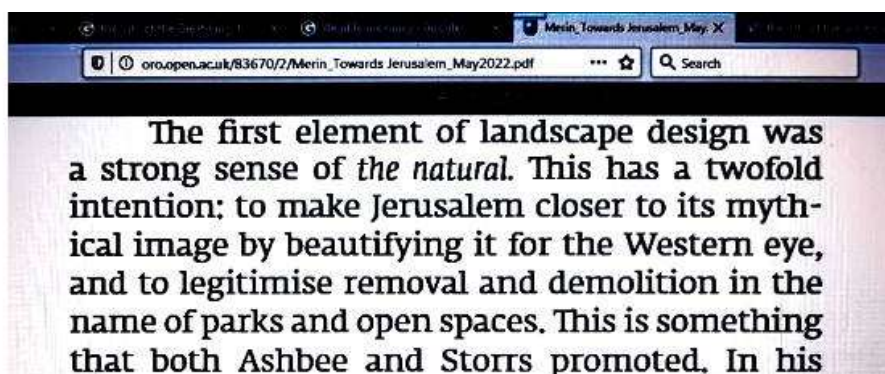 Merin_Towards Jerusalem_May. X
oro.open.ac.uk/83670/2/Merin_Towards Jerusalem_May2022.pdf
Search
The first element of landscape design was
a strong sense of the natural. This has a twofold
intention: to make Jerusalem closer to its myth-
ical image by beautifying it for the Western eye,
and to legitimise removal and demolition in the
name of parks and open spaces. This is something
that both Ashbee and Storrs promoted. In his